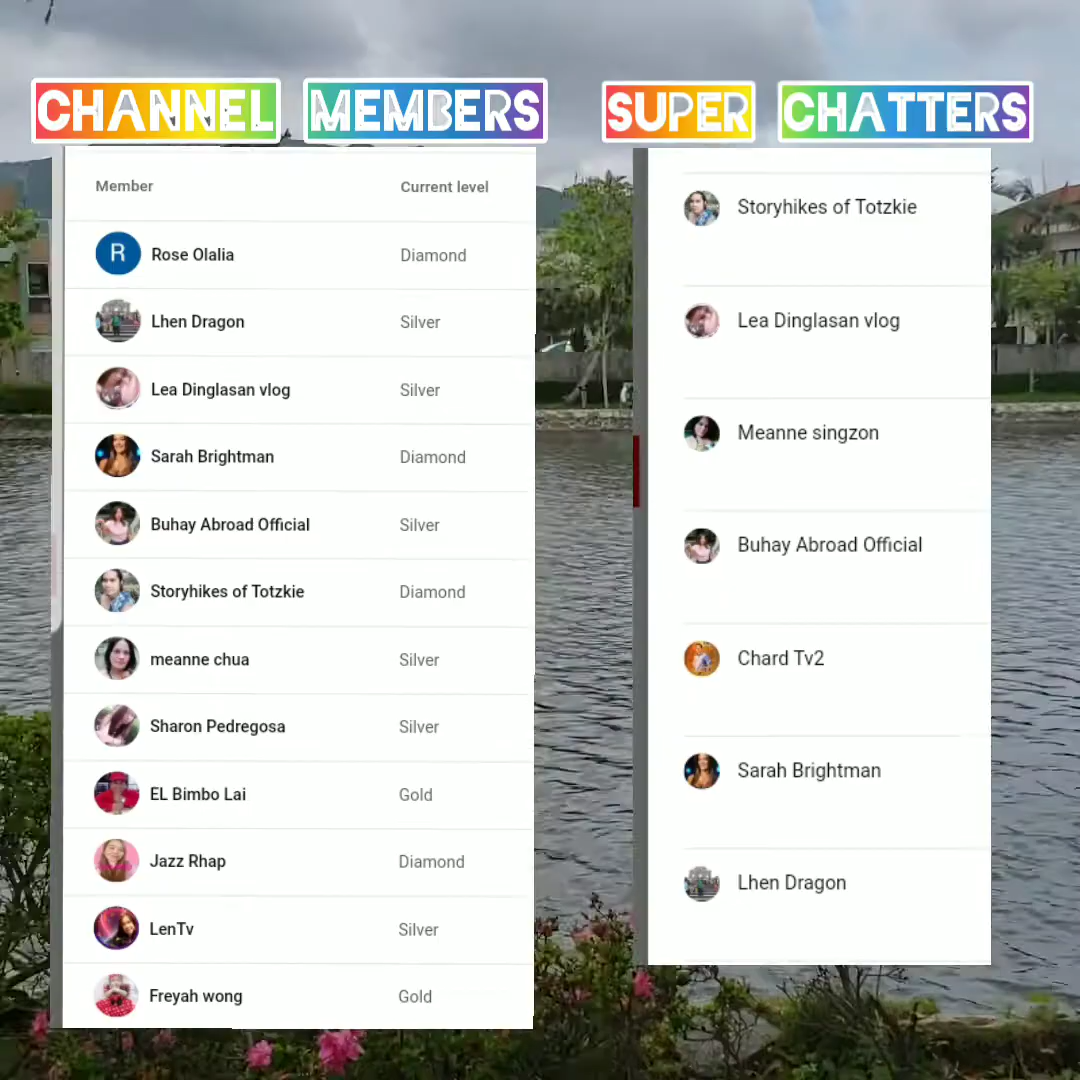 CHANNEL MEMBERS
Member Current level
R Rose Olalia Diamond
Lhen Dragon Silver
Lea Dinglasan vlog Silver
Sarah Brightman Diamond
Buhay Abroad Official Silver
Storyhikes of Totzkie Diamond
meanne chua Silver
Sharon Pedregosa Silver
EL Bimbo Lai Gold
Jazz Rhap Diamond
LenTv Silver
Freyah wong Gold
SUPER CHATTERS
Storyhikes of Totzkie
Lea Dinglasan vlog
Meanne singzon
Buhay Abroad Official
Chard Tv2
Sarah Brightman
Lhen Dragon